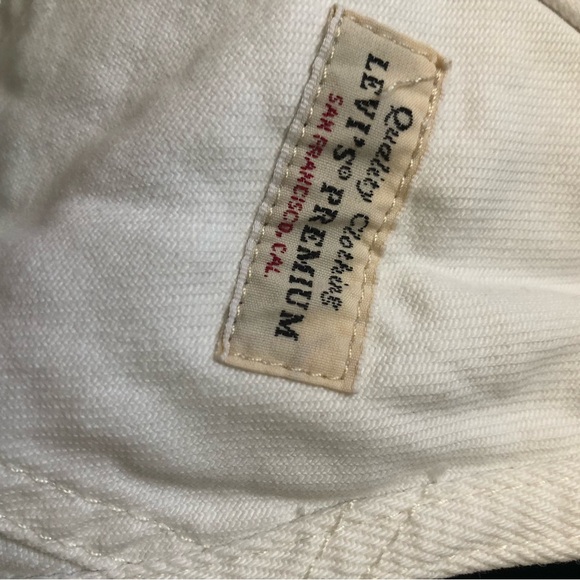 Quality Clothing
LEVI'S® PREMIUM
SAN FRANCISCO, CAL.